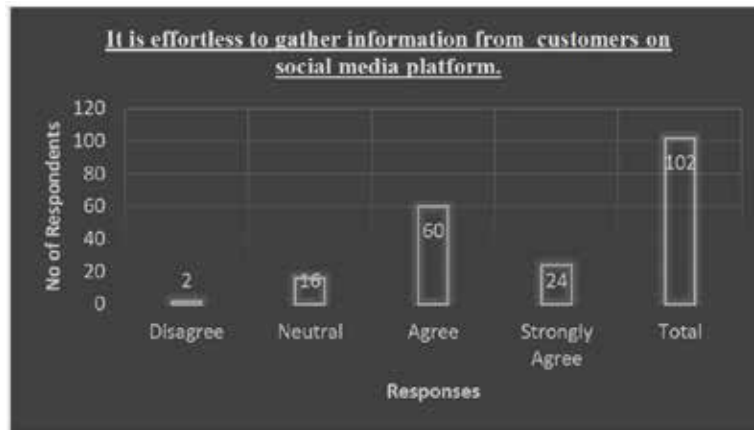 It is effortless to gather information from customers on
social media platform.
120
100
80
60
40
20
0
No of Respondents
2
16
60
24
102
Disagree
Neutral
Agree
Strongly
Agree
Total
Responses